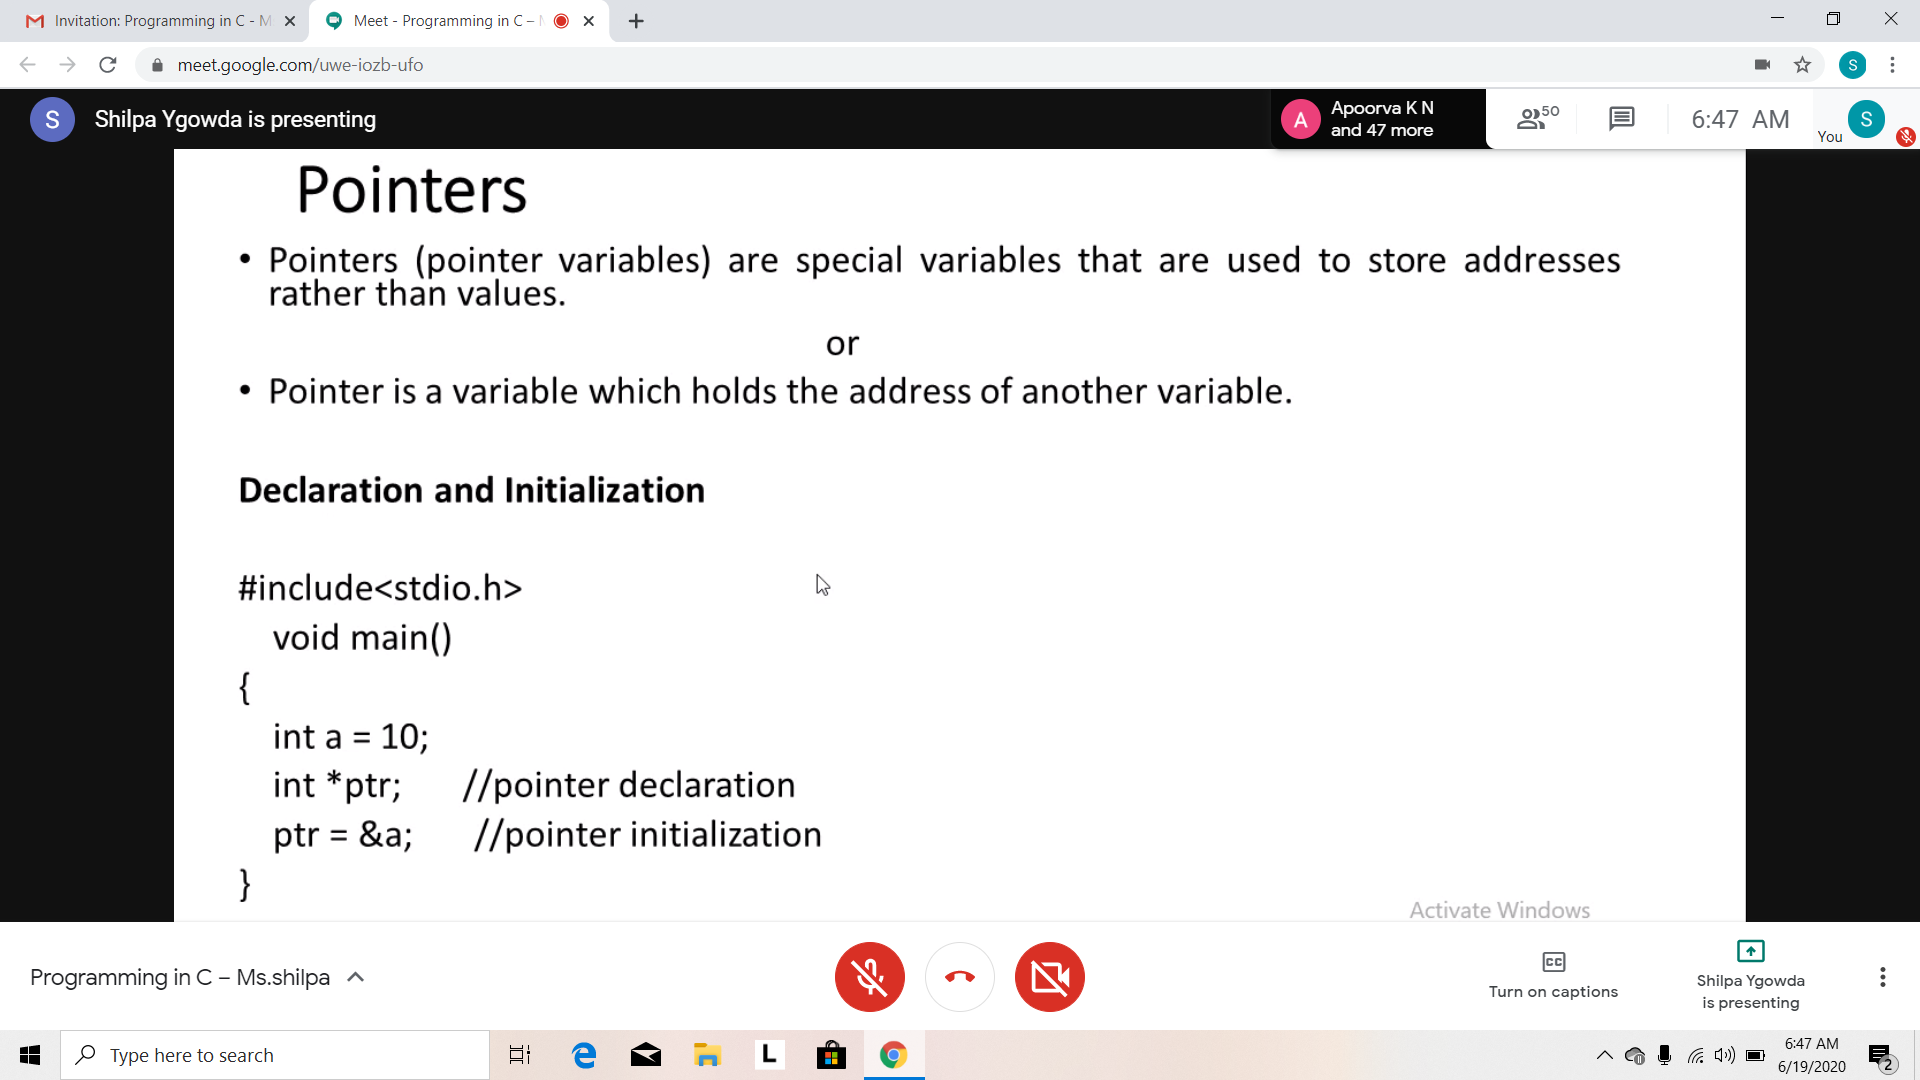 Invitation: Programming in C - M
Meet - Programming in C –
meet.google.com/uwe-iozb-ufo
S
S
Shilpa Ygowda is presenting
A
Apoorva K N
and 47 more
50
6:47 AM
You
S
Pointers
• Pointers (pointer variables) are special variables that are used to store addresses
rather than values.
or
• Pointer is a variable which holds the address of another variable.
Declaration and Initialization
#include<stdio.h>
void main()
{
int a = 10;
int *ptr; //pointer declaration
ptr = &a; //pointer initialization
}
Activate Windows
Programming in C – Ms.shilpa
CC
Turn on captions
Shilpa Ygowda
is presenting
Type here to search
L
6:47 AM
6/19/2020
2